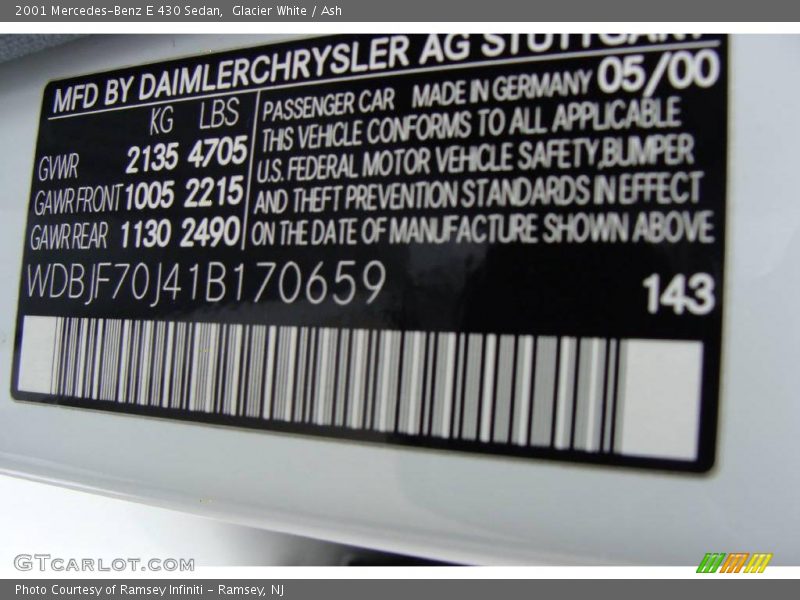 2001 Mercedes-Benz E 430 Sedan, Glacier White / Ash
MFD BY DAIMLERCHRYSLER AG STUTTGART
KG LBS
GVWR 2135 4705
GAWR FRONT 1005 2215
GAWR REAR 1130 2490
PASSENGER CAR MADE IN GERMANY 05/00
THIS VEHICLE CONFORMS TO ALL APPLICABLE
U.S. FEDERAL MOTOR VEHICLE SAFETY,BUMPER
AND THEFT PREVENTION STANDARDS IN EFFECT
ON THE DATE OF MANUFACTURE SHOWN ABOVE
WDBJF70J41B170659
143
GTcarlot.com
Photo Courtesy of Ramsey Infiniti - Ramsey, NJ